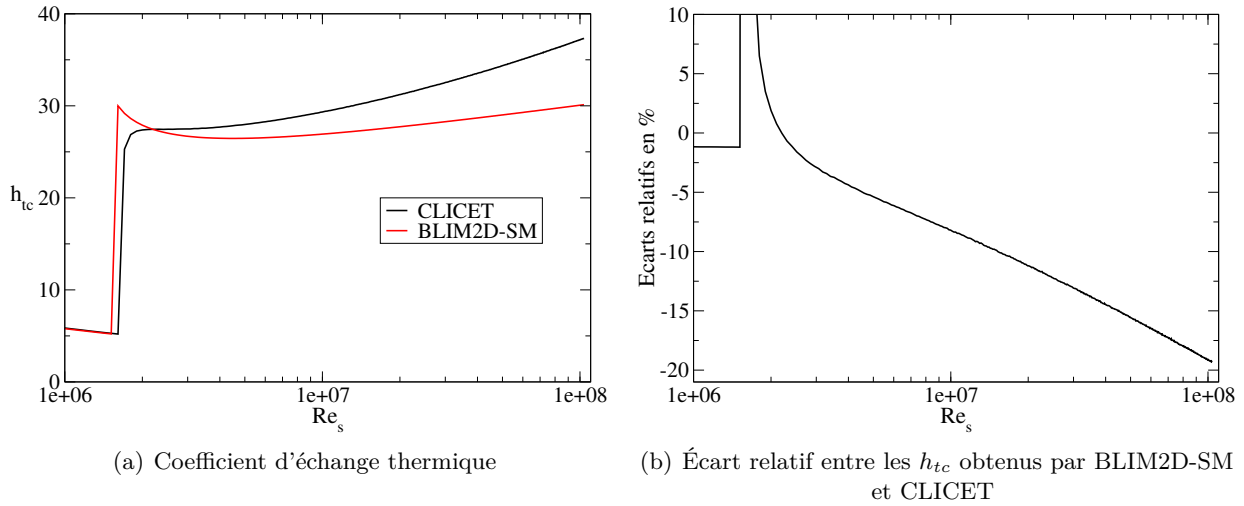 40
30
h_tc
20
10
0
1e+06
1e+07
1e+08
Re_s
CLICET
BLIM2D-SM
(a) Coefficient d'échange thermique
10
5
0
-5
-10
-15
-20
Ecarts relatifs en %
1e+06
1e+07
1e+08
Re_s
(b) Écart relatif entre les h_tc obtenus par BLIM2D-SM
et CLICET